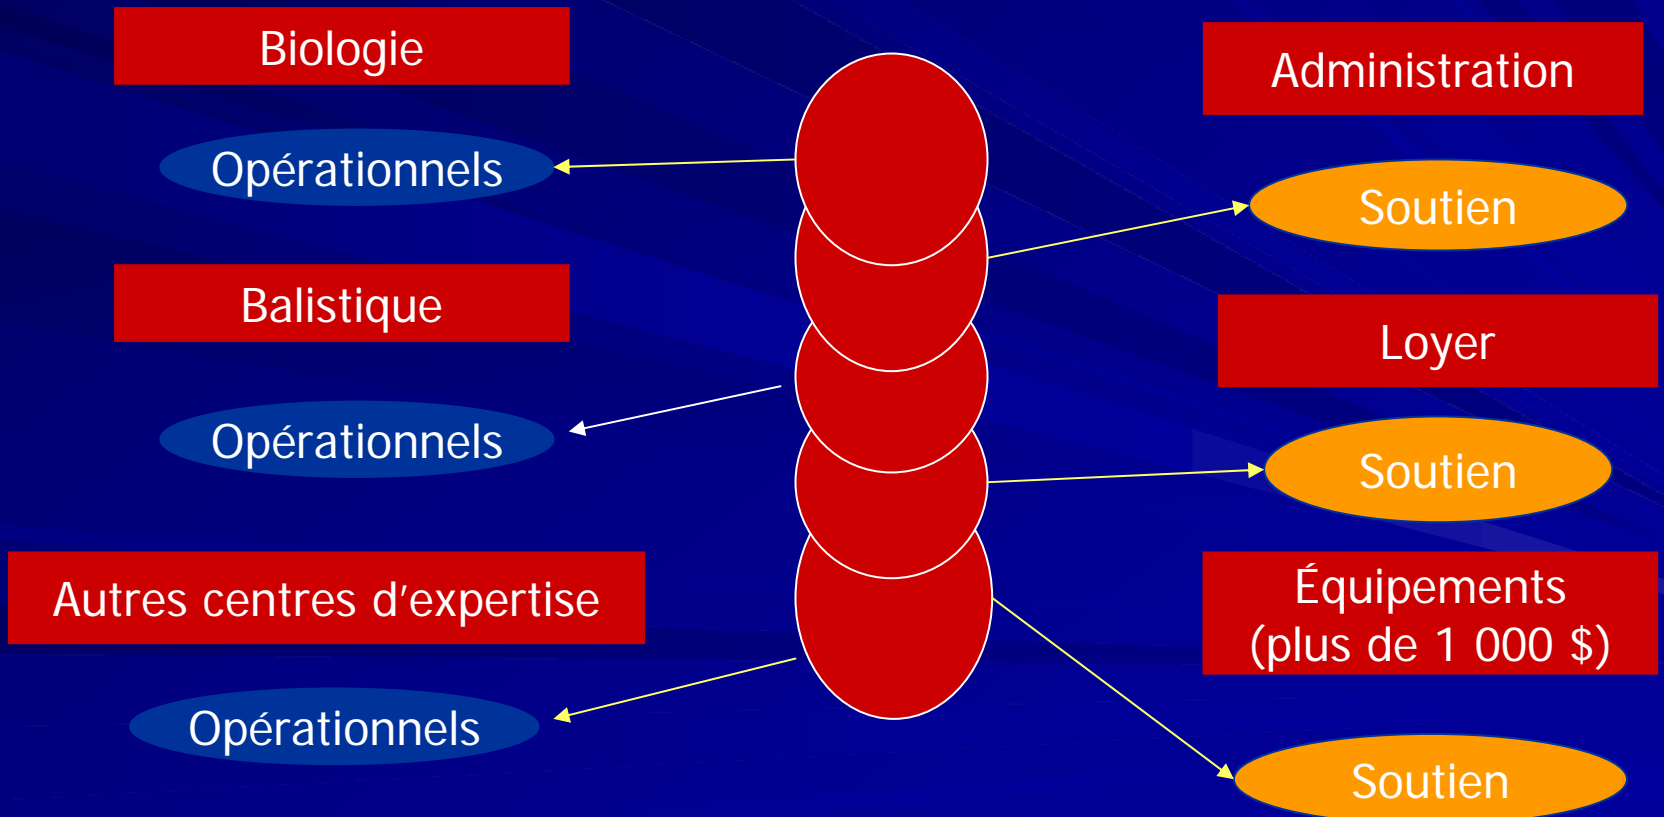 Biologie
Opérationnels
Balistique
Opérationnels
Autres centres d’expertise
Opérationnels
Administration
Soutien
Loyer
Soutien
Équipements
(plus de 1 000 $)
Soutien